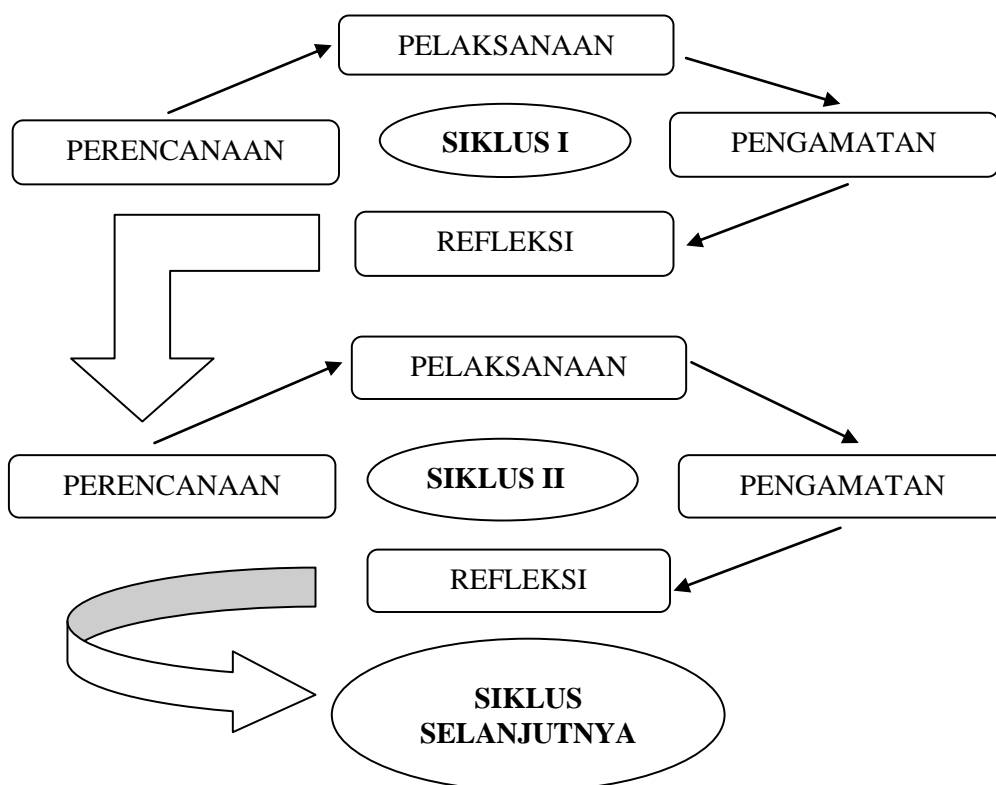 PELAKSANAAN
PERENCANAAN
SIKLUS I
PENGAMATAN
REFLEKSI
PELAKSANAAN
PERENCANAAN
SIKLUS II
PENGAMATAN
REFLEKSI
SIKLUS
SELANJUTNYA